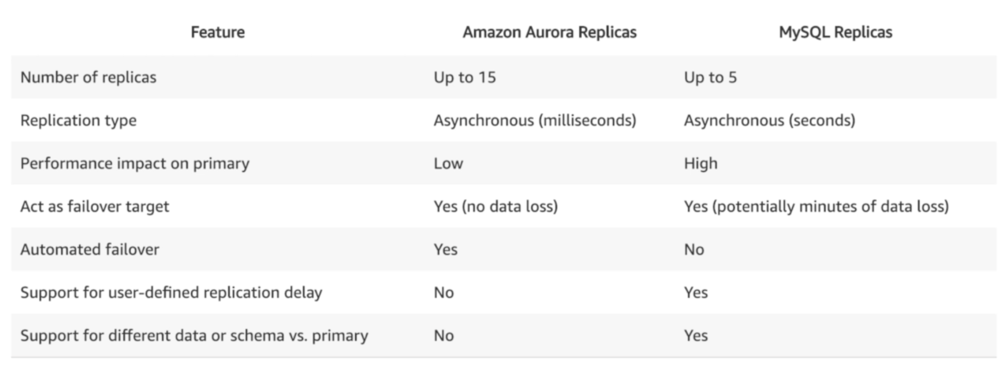 Feature Amazon Aurora Replicas MySQL Replicas
Number of replicas Up to 15 Up to 5
Replication type Asynchronous (milliseconds) Asynchronous (seconds)
Performance impact on primary Low High
Act as failover target Yes (no data loss) Yes (potentially minutes of data loss)
Automated failover Yes No
Support for user-defined replication delay No Yes
Support for different data or schema vs. primary No Yes